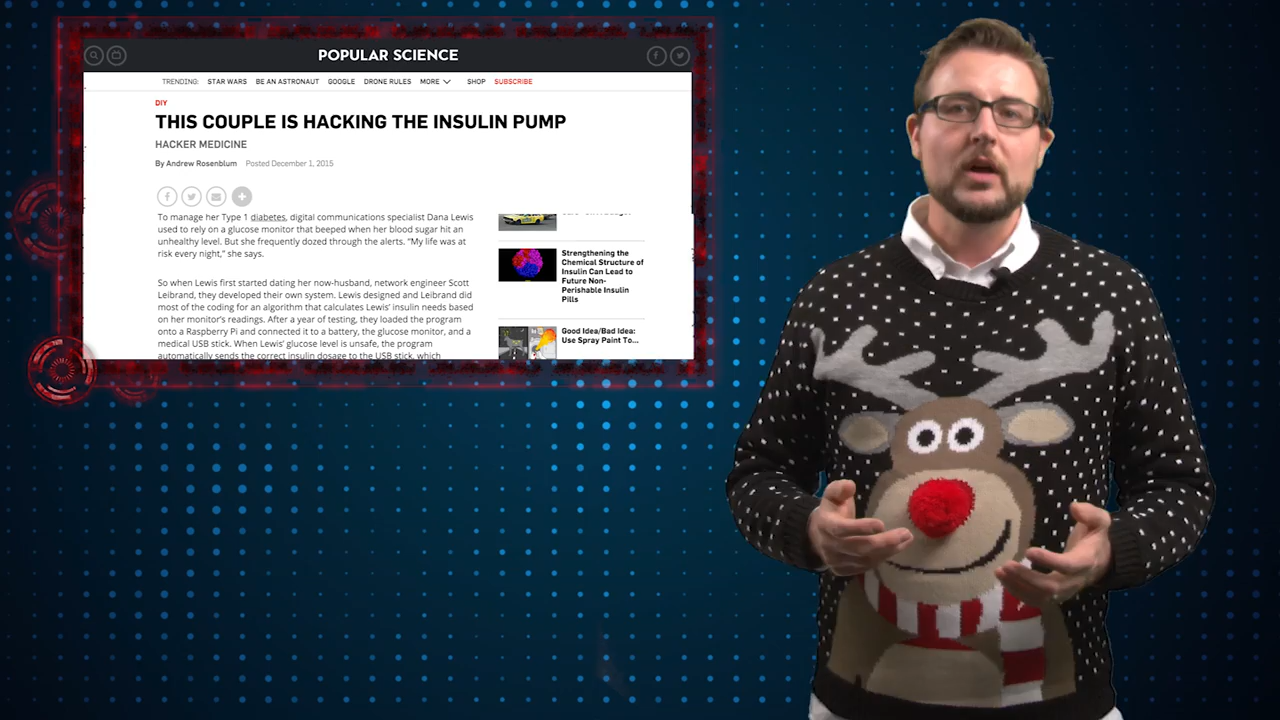 POPULAR SCIENCE
TRENDING: STAR WARS BE AN ASTRONAUT GOOGLE DRONE RULES MORE SHOP SUBSCRIBE
DIY
THIS COUPLE IS HACKING THE INSULIN PUMP
HACKER MEDICINE
By Andrew Rosenblum Posted December 1, 2015
To manage her Type 1 diabetes, digital communications specialist Dana Lewis
used to rely on a glucose monitor that beeped when her blood sugar hit an
unhealthy level. But she frequently dozed through the alerts. “My life was at
risk every night,” she says.
So when Lewis first started dating her now-husband, network engineer Scott
Leibrand, they developed their own system. Lewis designed and Leibrand did
most of the coding for an algorithm that calculates Lewis’ insulin needs based
on her monitor’s readings. After a year of testing, they loaded the program
onto a Raspberry Pi and connected it to a battery, the glucose monitor, and a
medical USB stick. When Lewis’ glucose level is unsafe, the program
automatically sends the correct insulin dosage to the USB stick, which
Strengthening the
Chemical Structure of
Insulin Can Lead to
Future Non-
Perishable Insulin
Pills
Good Idea/Bad Idea:
Use Spray Paint To...